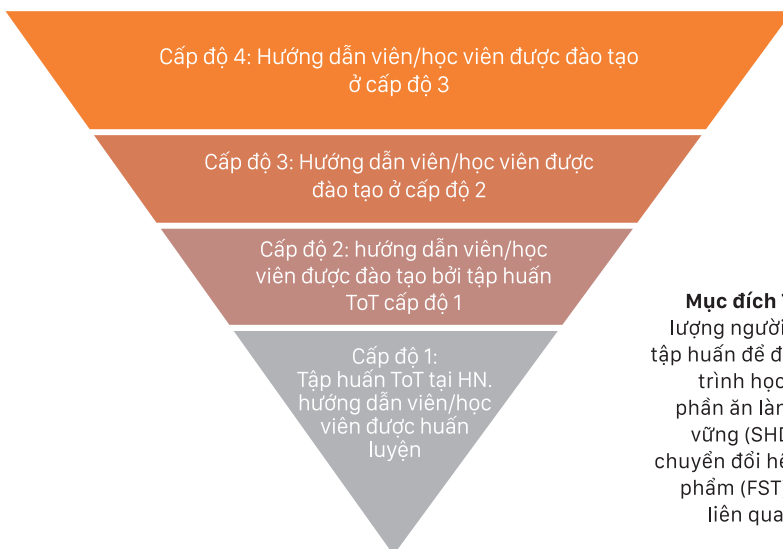 Cấp độ 4: Hướng dẫn viên/học viên được đào tạo
ở cấp độ 3
Cấp độ 3: Hướng dẫn viên/học viên được
đào tạo ở cấp độ 2
Cấp độ 2: hướng dẫn viên/học
viên được đào tạo bởi tập huấn
ToT cấp độ 1
Cấp độ 1:
Tập huấn ToT tại HN.
hướng dẫn viên/học
viên được huấn
luyện
Mục đích
lượng người
tập huấn để
trình học
phần ăn
vững
chuyển đổi
phẩm (FST
liên